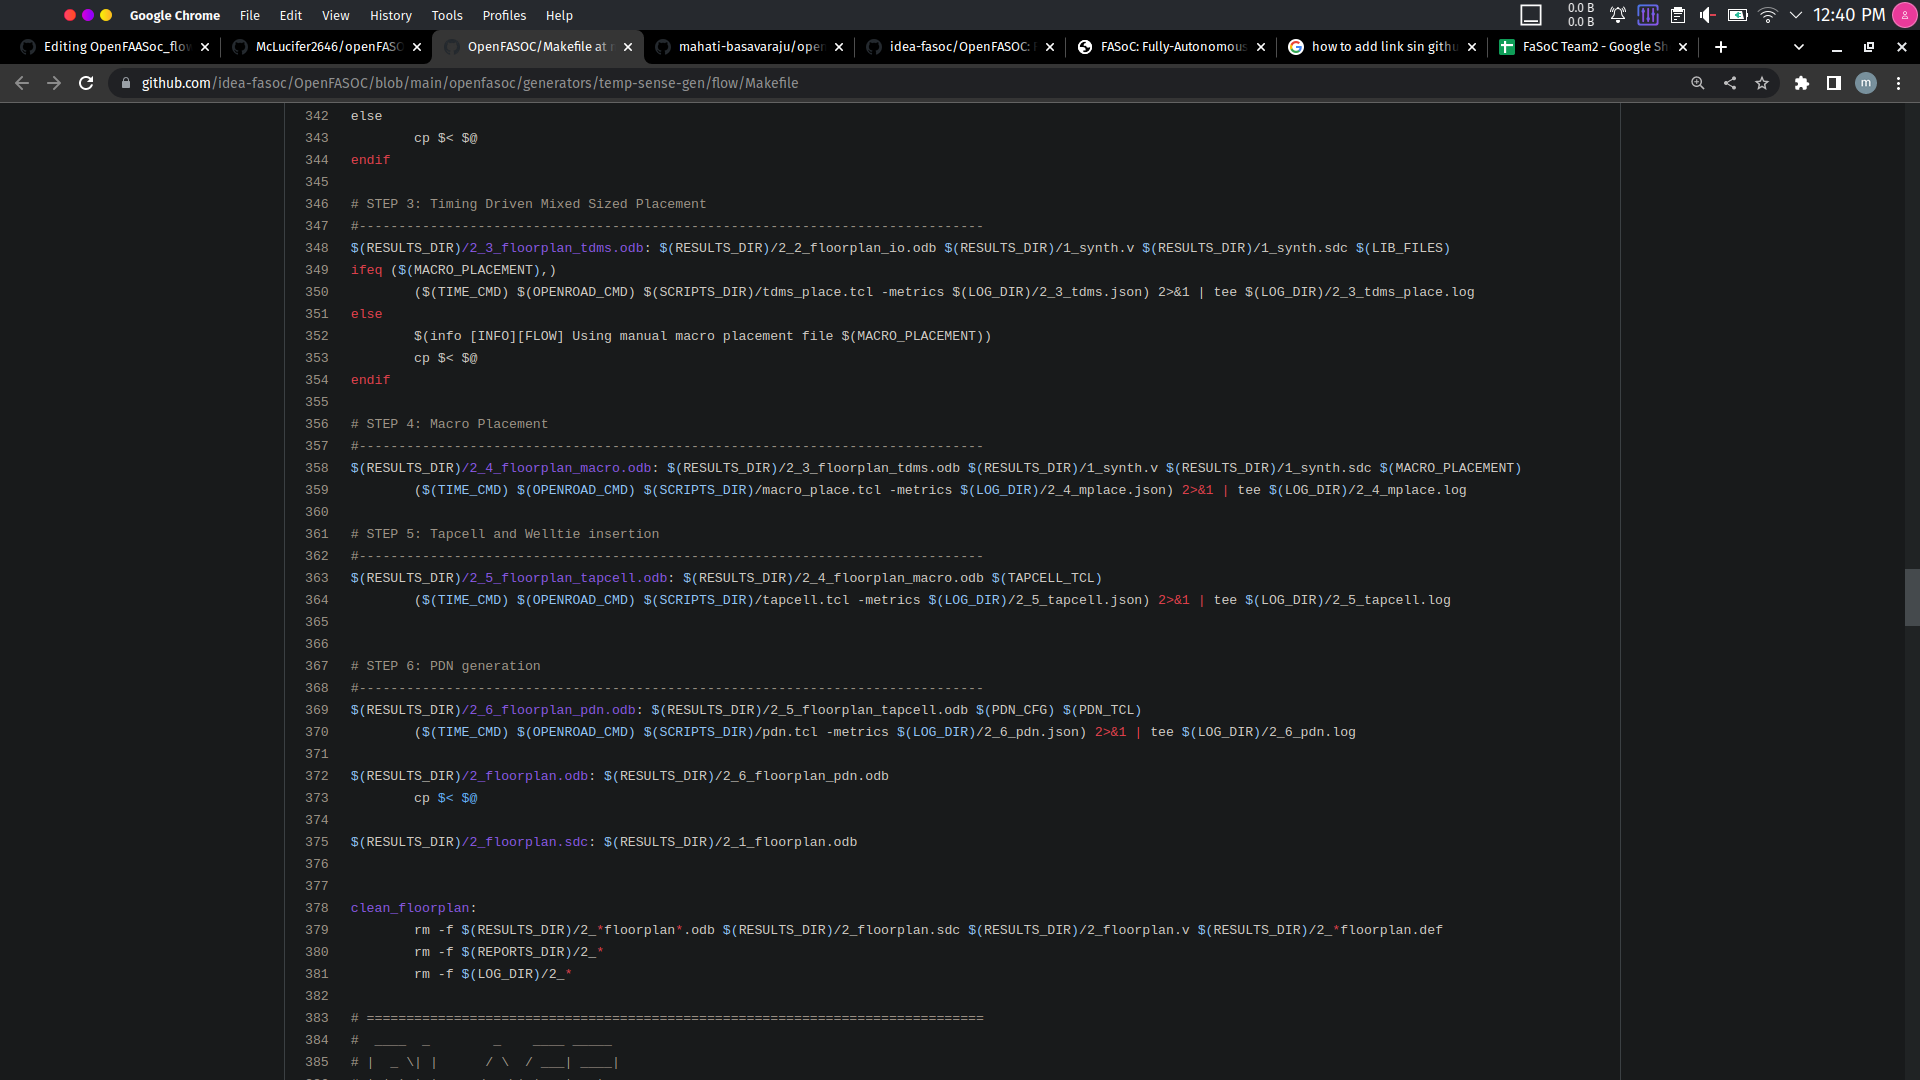 Google Chrome File Edit View History Tools Profiles Help 0.0 B 0.0 B 12:40 PM
Editing OpenFAASoc_flow McLucifer2646/openFASC OpenFASOC/Makefile at mahati-basavaraju/open idea-fasoc/OpenFASOC: FASoC: Fully-Autonomous how to add link sin githu FaSoC Team2 - Google Sh
github.com/idea-fasoc/OpenFASOC/blob/main/openfasoc/generators/temp-sense-gen/flow/Makefile m
342 else
343 cp $< $@
344 endif
345
346 # STEP 3: Timing Driven Mixed Sized Placement
347 #-------------------------------------------------------------------------------
348 $(RESULTS_DIR)/2_3_floorplan_tdms.odb: $(RESULTS_DIR)/2_2_floorplan_io.odb $(RESULTS_DIR)/1_synth.v $(RESULTS_DIR)/1_synth.sdc $(LIB_FILES)
349 ifeq ($(MACRO_PLACEMENT),)
350 ($(TIME_CMD) $(OPENROAD_CMD) $(SCRIPTS_DIR)/tdms_place.tcl -metrics $(LOG_DIR)/2_3_tdms.json) 2>&1 | tee $(LOG_DIR)/2_3_tdms_place.log
351 else
352 $(info [INFO][FLOW] Using manual macro placement file $(MACRO_PLACEMENT))
353 cp $< $@
354 endif
355
356 # STEP 4: Macro Placement
357 #-------------------------------------------------------------------------------
358 $(RESULTS_DIR)/2_4_floorplan_macro.odb: $(RESULTS_DIR)/2_3_floorplan_tdms.odb $(RESULTS_DIR)/1_synth.v $(RESULTS_DIR)/1_synth.sdc $(MACRO_PLACEMENT)
359 ($(TIME_CMD) $(OPENROAD_CMD) $(SCRIPTS_DIR)/macro_place.tcl -metrics $(LOG_DIR)/2_4_mplace.json) 2>&1 | tee $(LOG_DIR)/2_4_mplace.log
360
361 # STEP 5: Tapcell and Welltie insertion
362 #-------------------------------------------------------------------------------
363 $(RESULTS_DIR)/2_5_floorplan_tapcell.odb: $(RESULTS_DIR)/2_4_floorplan_macro.odb $(TAPCELL_TCL)
364 ($(TIME_CMD) $(OPENROAD_CMD) $(SCRIPTS_DIR)/tapcell.tcl -metrics $(LOG_DIR)/2_5_tapcell.json) 2>&1 | tee $(LOG_DIR)/2_5_tapcell.log
365
366
367 # STEP 6: PDN generation
368 #-------------------------------------------------------------------------------
369 $(RESULTS_DIR)/2_6_floorplan_pdn.odb: $(RESULTS_DIR)/2_5_floorplan_tapcell.odb $(PDN_CFG) $(PDN_TCL)
370 ($(TIME_CMD) $(OPENROAD_CMD) $(SCRIPTS_DIR)/pdn.tcl -metrics $(LOG_DIR)/2_6_pdn.json) 2>&1 | tee $(LOG_DIR)/2_6_pdn.log
371
372 $(RESULTS_DIR)/2_floorplan.odb: $(RESULTS_DIR)/2_6_floorplan_pdn.odb
373 cp $< $@
374
375 $(RESULTS_DIR)/2_floorplan.sdc: $(RESULTS_DIR)/2_1_floorplan.odb
376
377
378 clean_floorplan:
379 rm -f $(RESULTS_DIR)/2_*floorplan*.odb $(RESULTS_DIR)/2_floorplan.sdc $(RESULTS_DIR)/2_floorplan.v $(RESULTS_DIR)/2_*floorplan.def
380 rm -f $(REPORTS_DIR)/2_*
381 rm -f $(LOG_DIR)/2_*
382
383 # ==============================================================================
384 #  ____  _        _    ____ _____
385 # |  _ \| |      / \  / ___| ____|